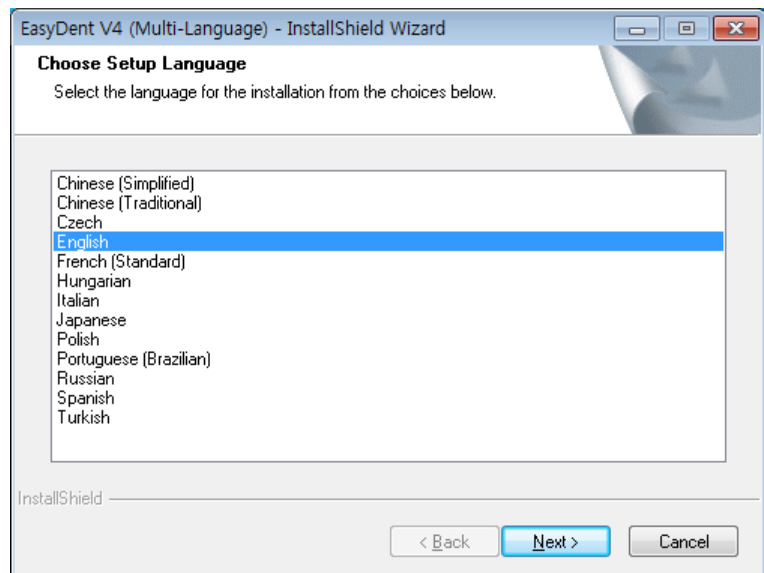 EasyDent V4 (Multi-Language) - InstallShield Wizard
Choose Setup Language
Select the language for the installation from the choices below.
Chinese (Simplified)
Chinese (Traditional)
Czech
English
French (Standard)
Hungarian
Italian
Japanese
Polish
Portuguese (Brazilian)
Russian
Spanish
Turkish
InstallShield
< Back
Next >
Cancel